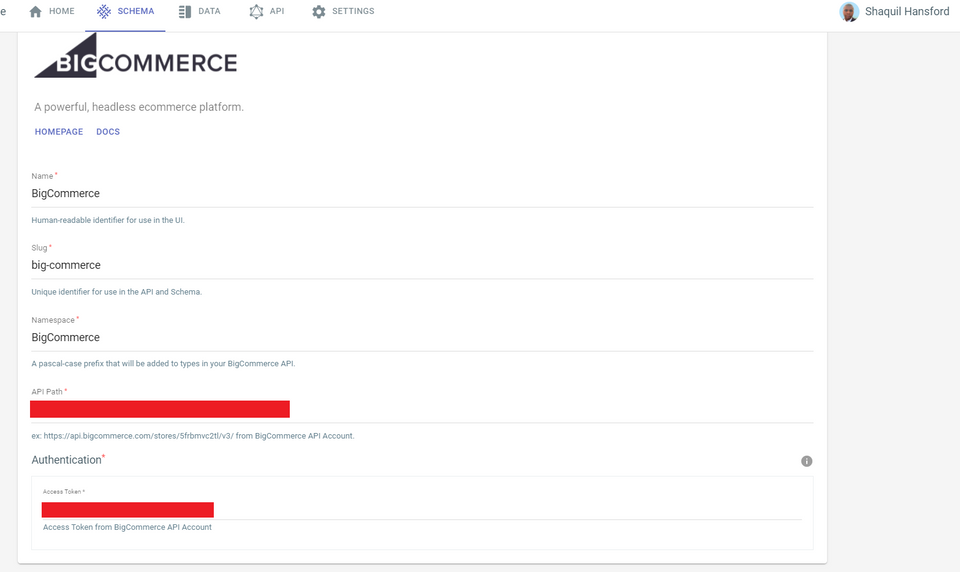 e HOME SCHEMA DATA API SETTINGS Shaquil Hansford
BIGCOMMERCE
A powerful, headless ecommerce platform.
HOMEPAGE DOCS
Name *
BigCommerce
Human-readable identifier for use in the UI.
Slug *
big-commerce
Unique identifier for use in the API and Schema.
Namespace *
BigCommerce
A pascal-case prefix that will be added to types in your BigCommerce API.
API Path *
ex: https://api.bigcommerce.com/stores/5frbmvc2tl/v3/ from BigCommerce API Account.
Authentication*
Access Token *
Access Token from BigCommerce API Account